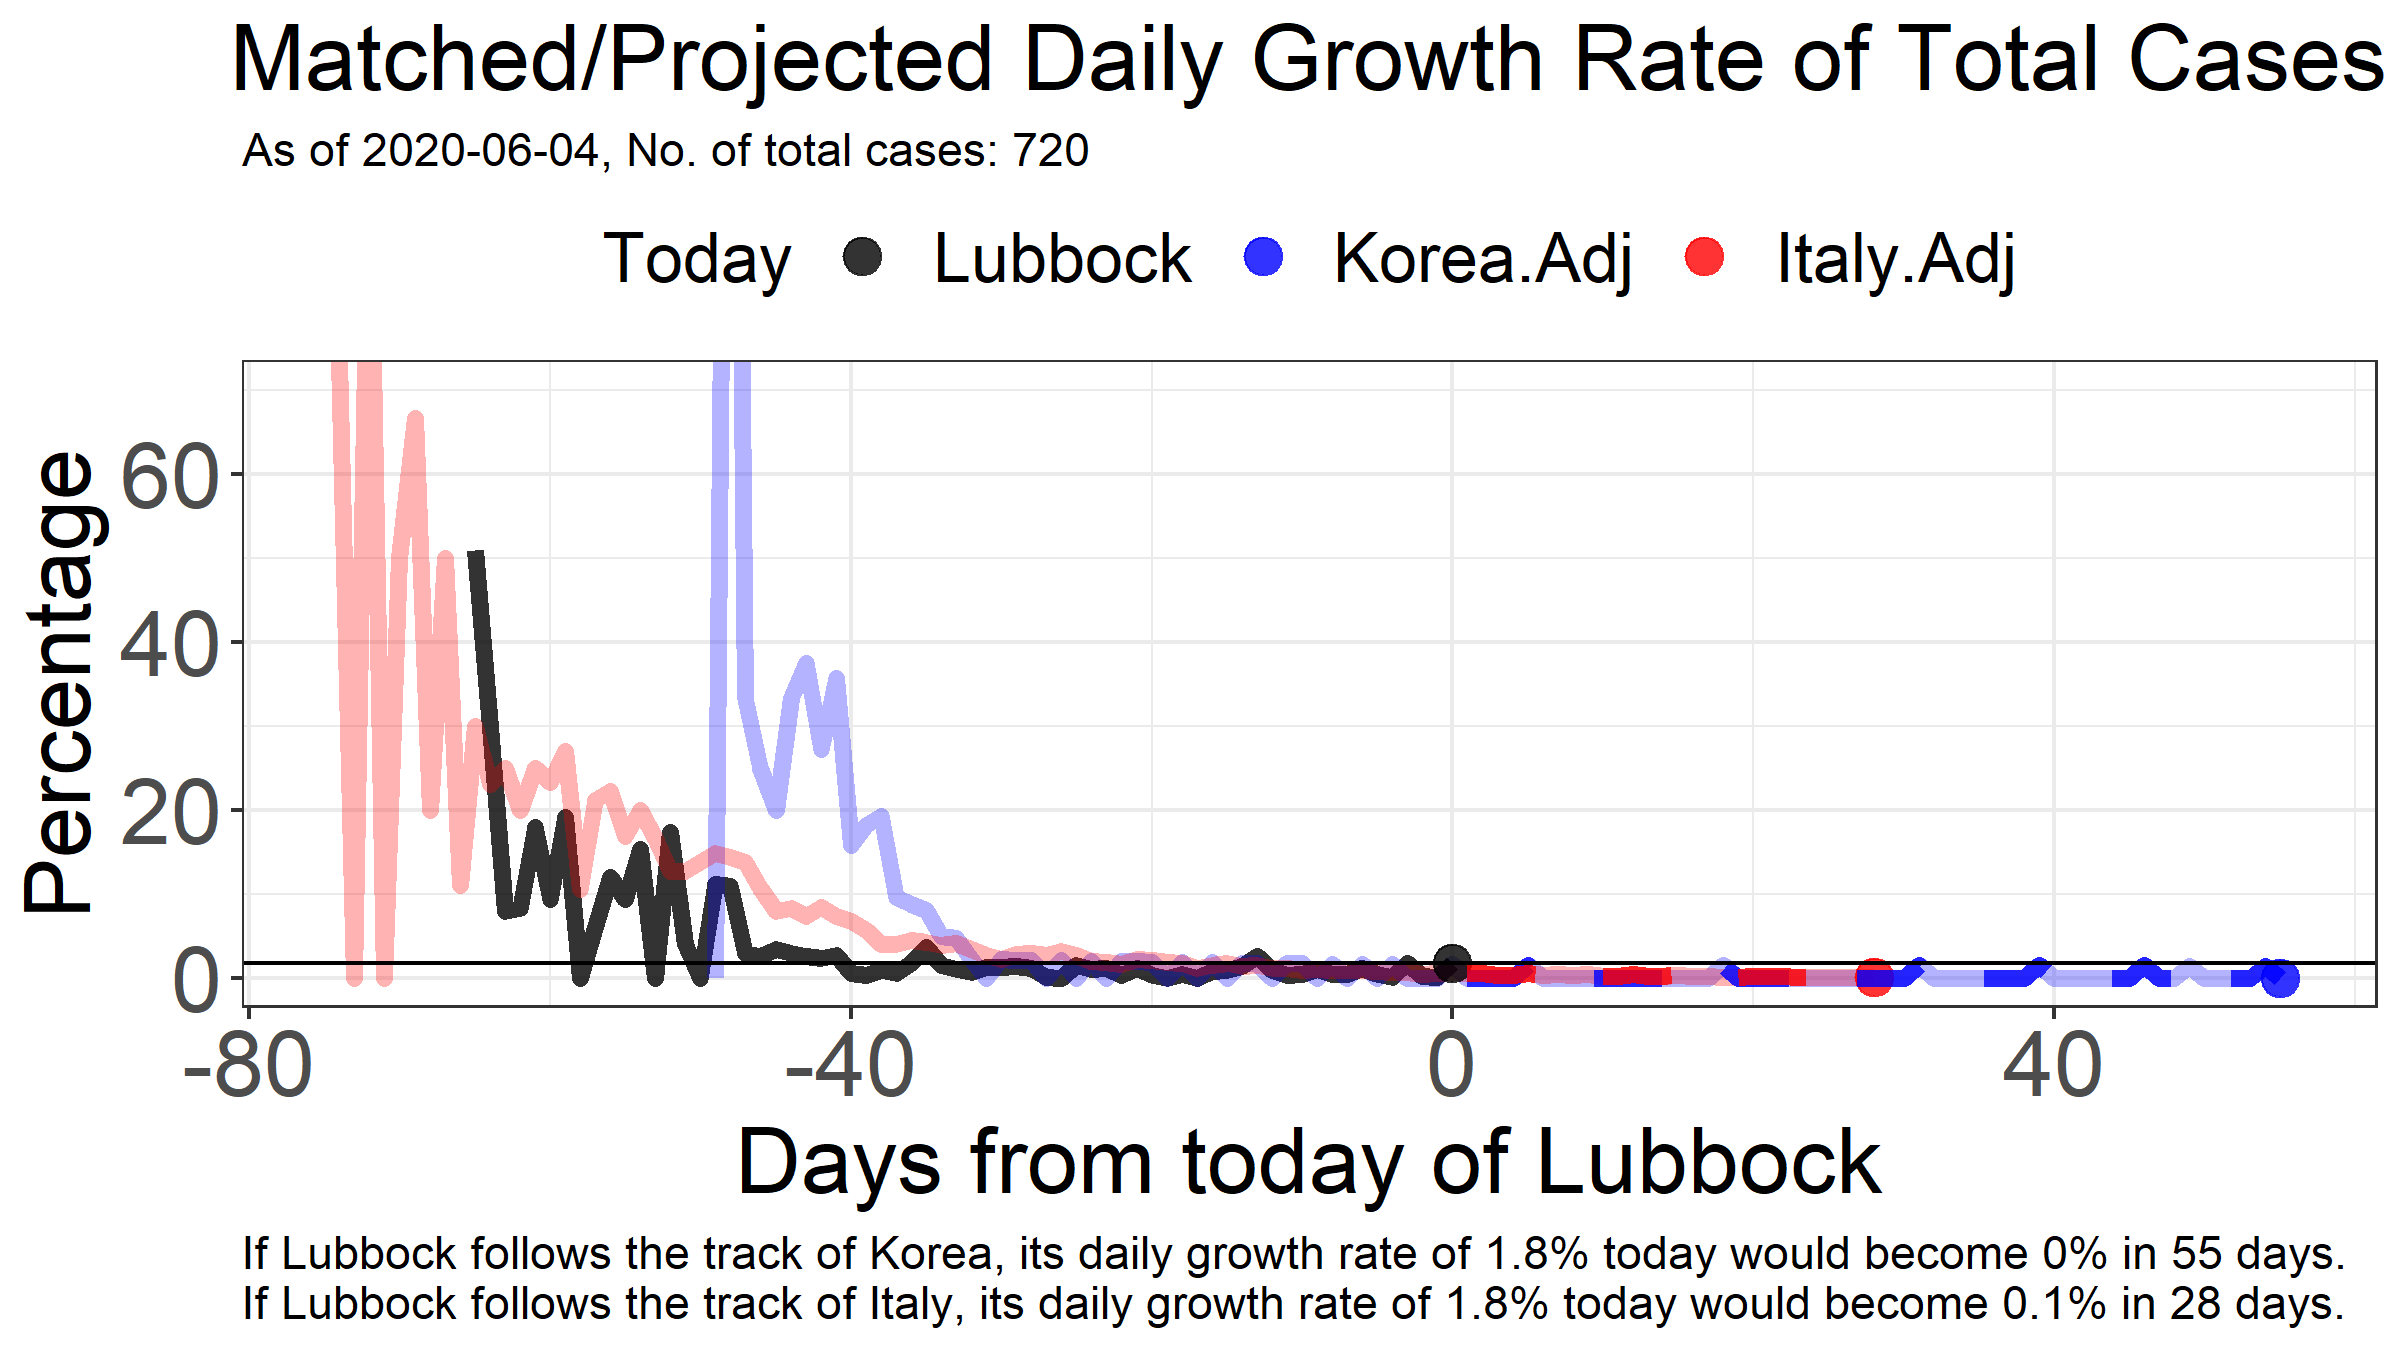 Matched/Projected Daily Growth Rate of Total Cases
As of 2020-06-04, No. of total cases: 720
Today Lubbock Korea.Adj Italy.Adj
Percentage
60
40
20
0
-80 -40 0 40
Days from today of Lubbock
If Lubbock follows the track of Korea, its daily growth rate of 1.8% today would become 0% in 55 days.
If Lubbock follows the track of Italy, its daily growth rate of 1.8% today would become 0.1% in 28 days.